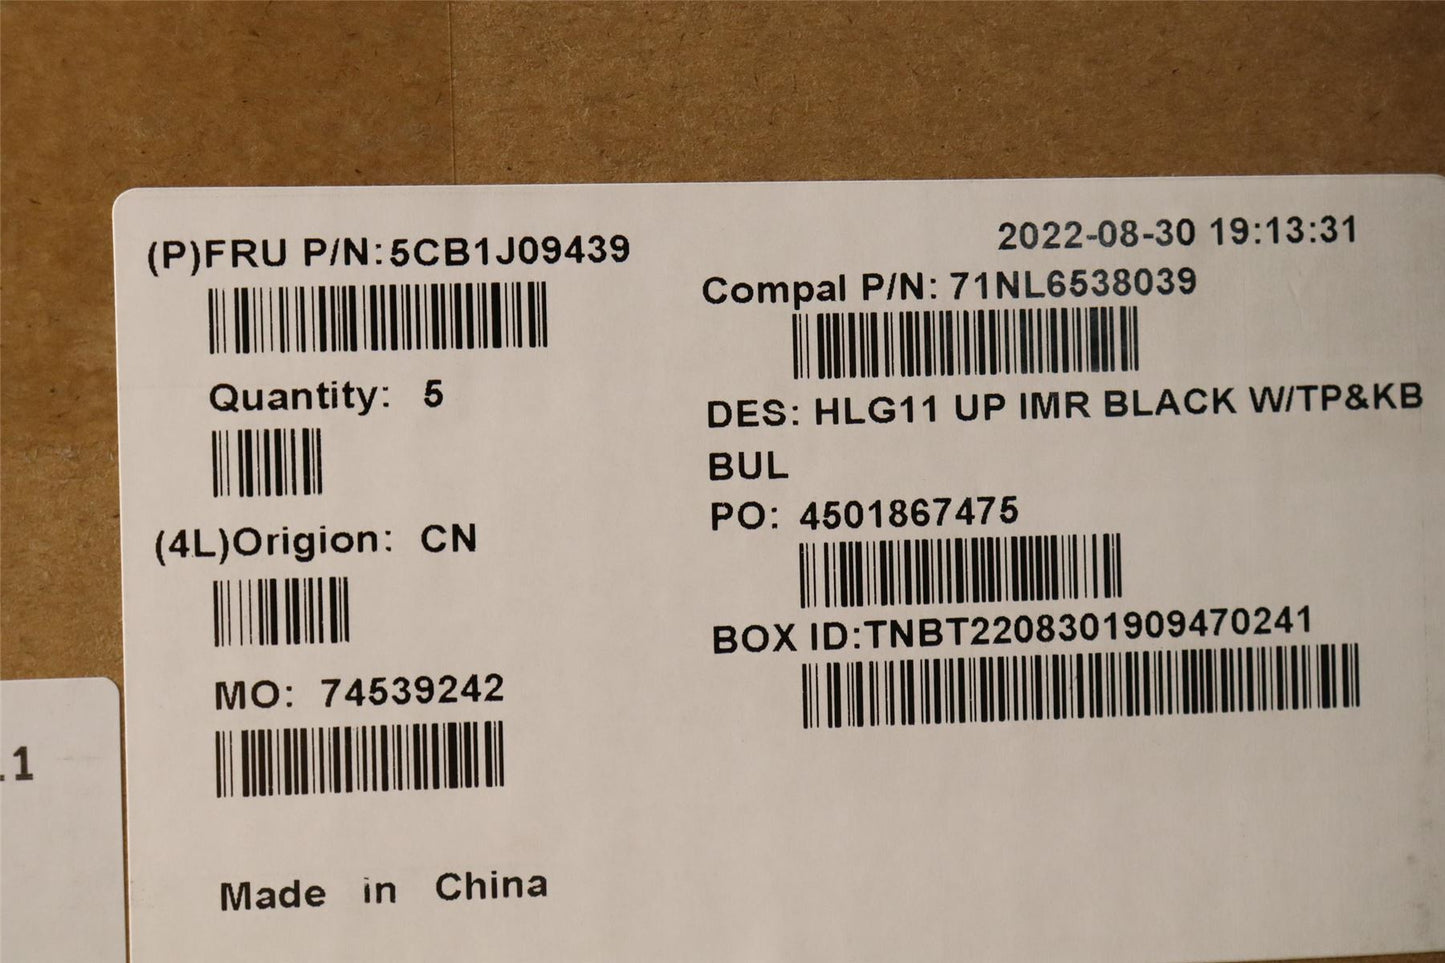 (P)FRU P/N:5CB1J09439
Quantity: 5
(4L)Origion: CN
MO: 74539242
Made in China
2022-08-30 19:13:31
Compal P/N: 71NL6538039
DES: HLG11 UP IMR BLACK W/TP&KB
BUL
PO: 4501867475
BOX ID:TNBT2208301909470241
.1